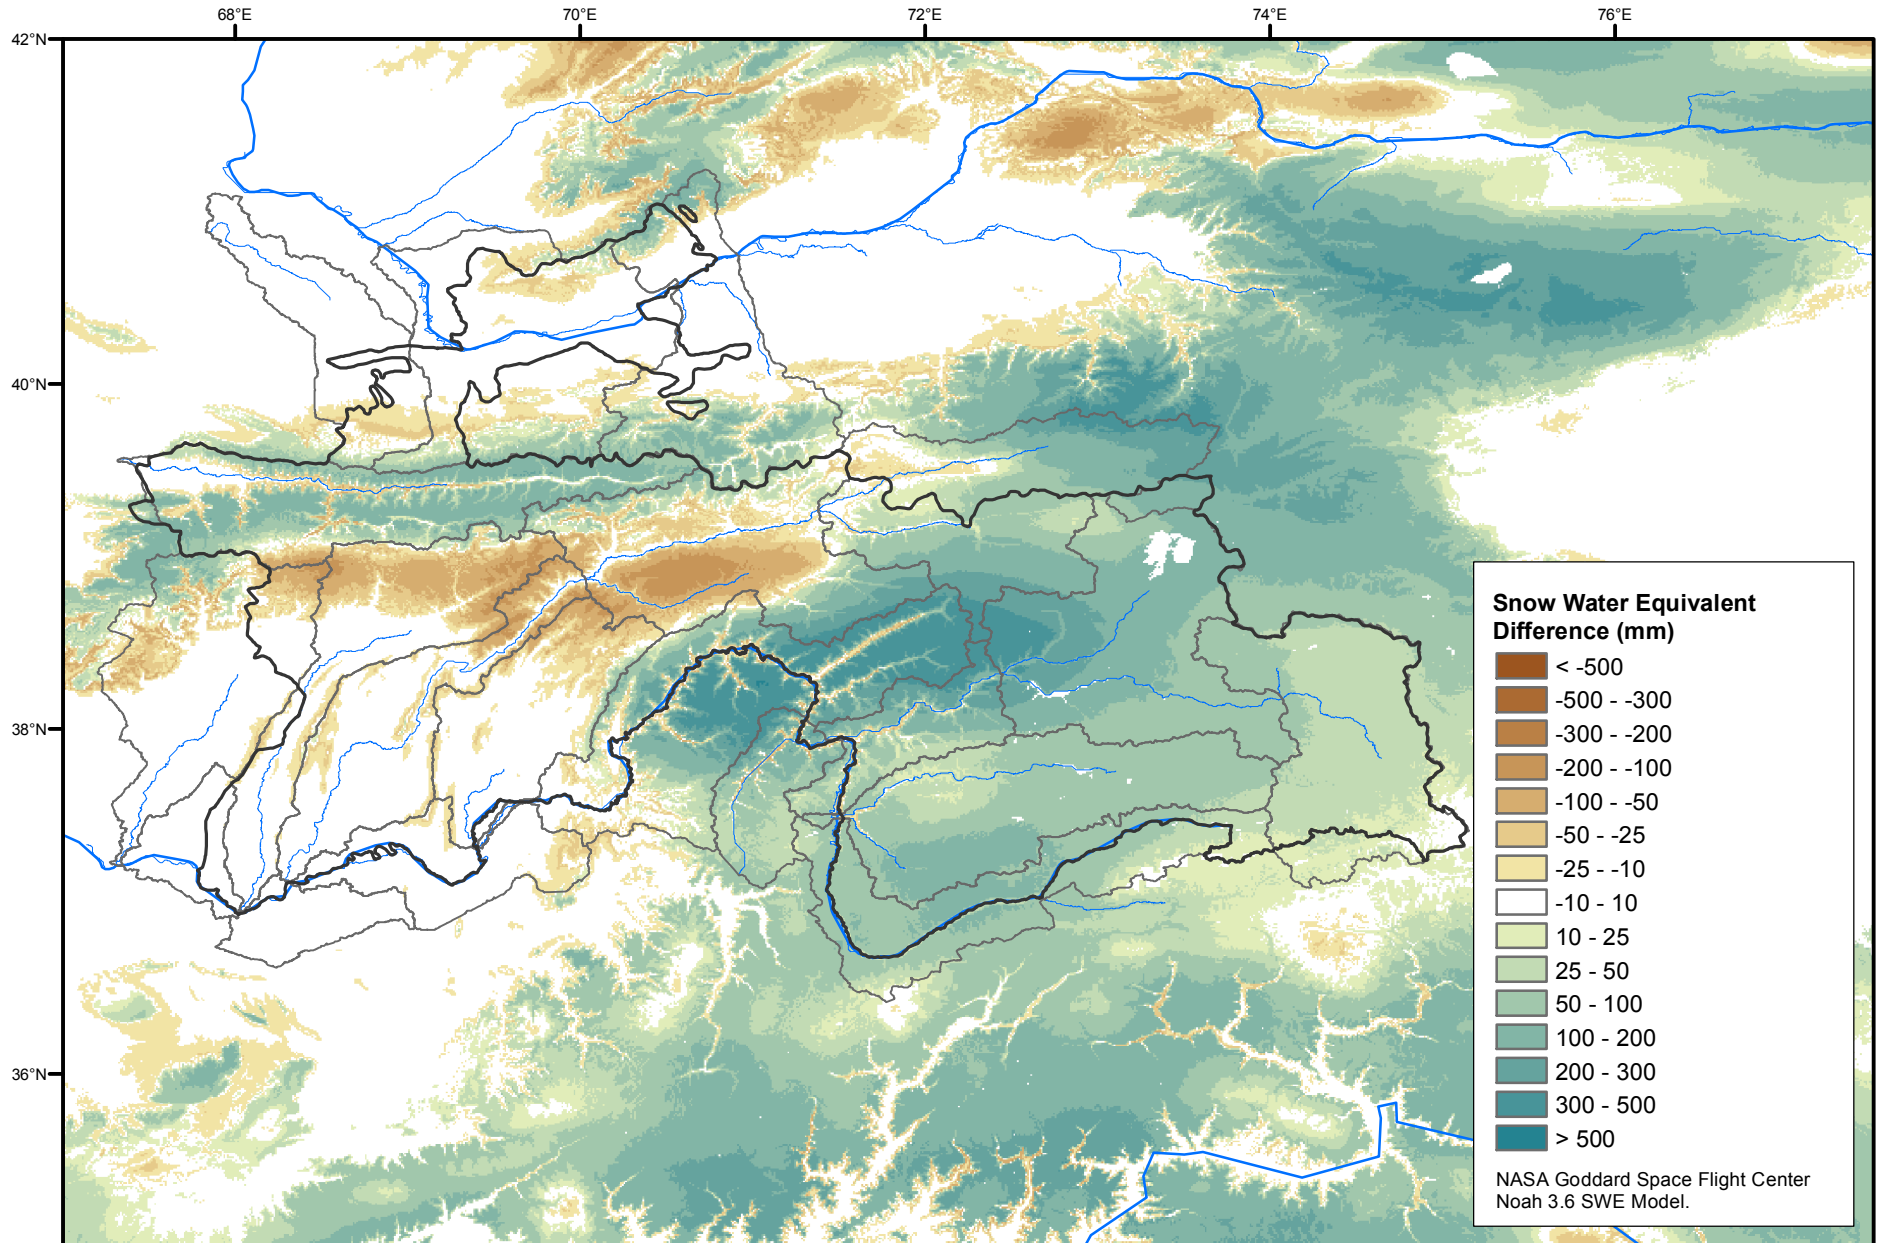 68°E 70°E 72°E 74°E 76°E
42°N
40°N
38°N
36°N
Snow Water Equivalent
Difference (mm)
< -500
-500 - -300
-300 - -200
-200 - -100
-100 - -50
-50 - -25
-25 - -10
-10 - 10
10 - 25
25 - 50
50 - 100
100 - 200
200 - 300
300 - 500
> 500
NASA Goddard Space Flight Center
Noah 3.6 SWE Model.